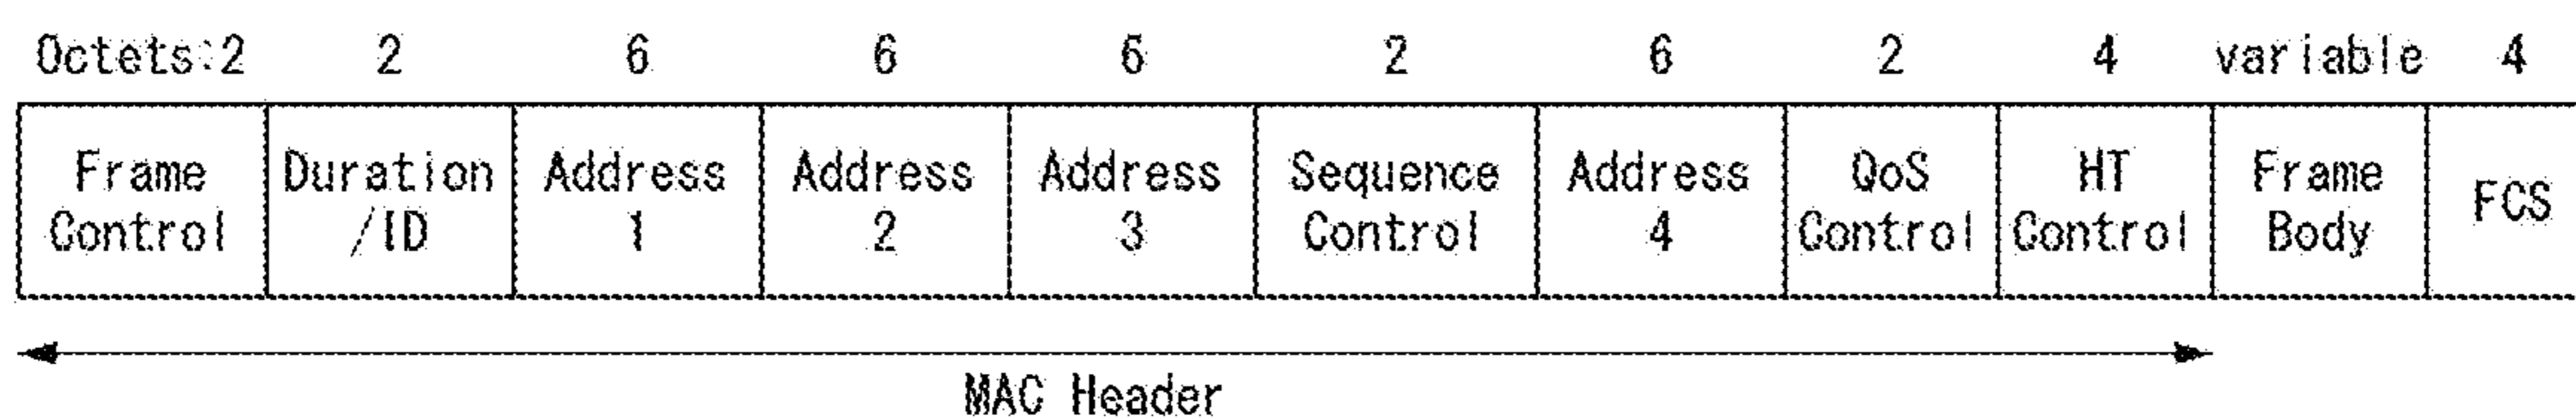 Octets:2 2 6 6 6 2 6 2 4 variable 4
Frame Duration Address Address Address Sequence Address QoS HT Frame FCS
Control /ID 1 2 3 Control 4 Control Control Body
MAC Header